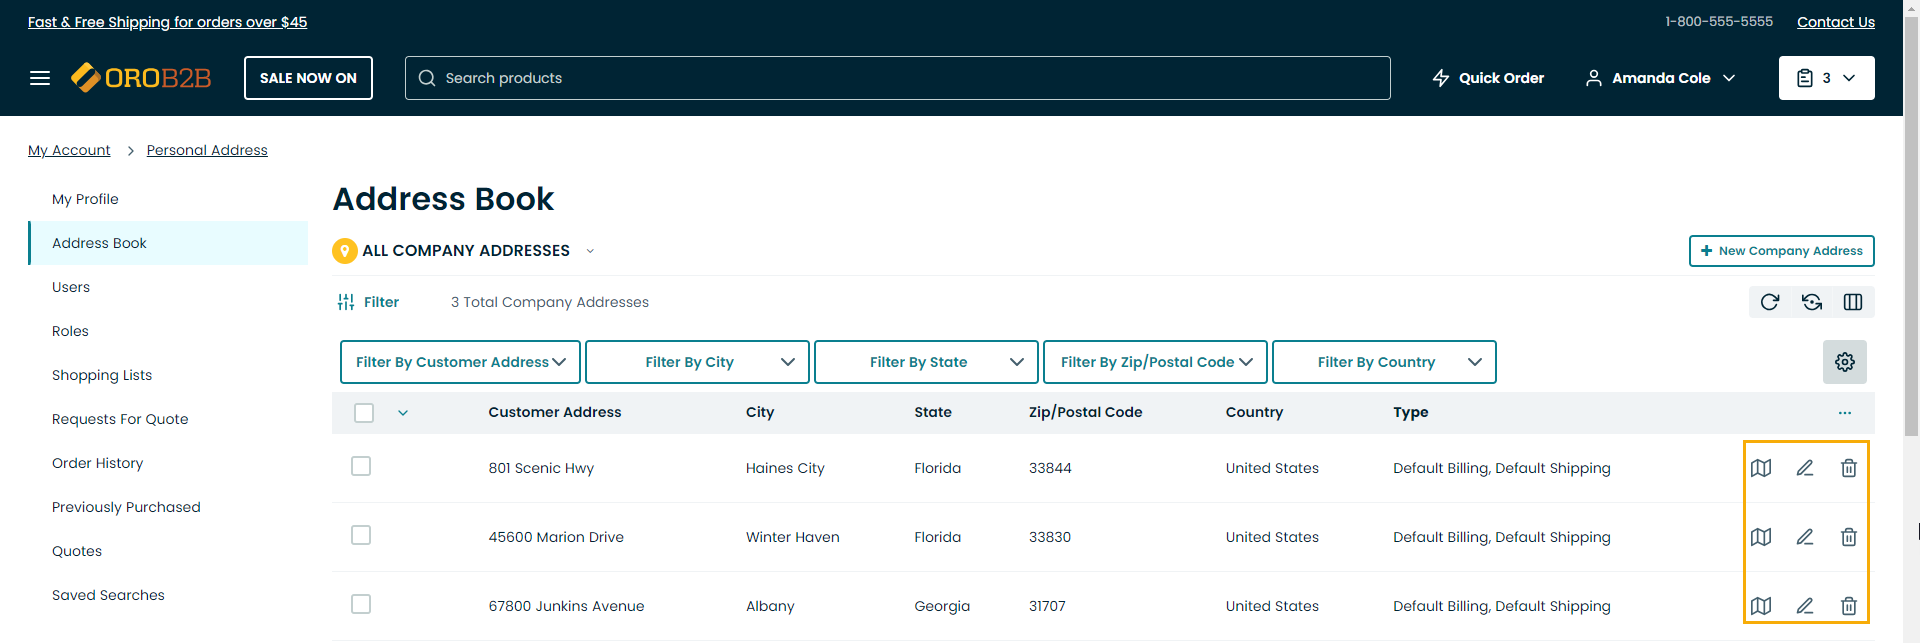 Fast & Free Shipping for orders over $45
1-800-555-5555 Contact Us
OROB2B SALE NOW ON Search products Quick Order Amanda Cole 3
My Account > Personal Address
My Profile
Address Book
Users
Roles
Shopping Lists
Requests For Quote
Order History
Previously Purchased
Quotes
Saved Searches
Address Book
ALL COMPANY ADDRESSES + New Company Address
Filter 3 Total Company Addresses
Filter By Customer Address Filter By City Filter By State Filter By Zip/Postal Code Filter By Country
Customer Address City State Zip/Postal Code Country Type ...
801 Scenic Hwy Haines City Florida 33844 United States Default Billing, Default Shipping
45600 Marion Drive Winter Haven Florida 33830 United States Default Billing, Default Shipping
67800 Junkins Avenue Albany Georgia 31707 United States Default Billing, Default Shipping